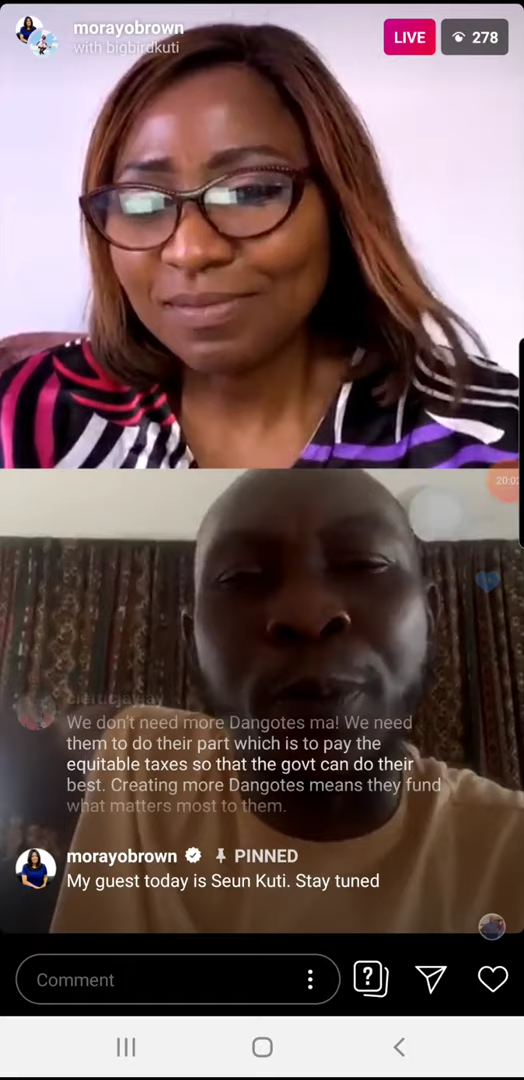 morayobrown
with bigbirdkuti
LIVE
278
We don't need more Dangotes ma! We need
them to do their part which is to pay the
equitable taxes so that the govt can do their
best. Creating more Dangotes means they fund
what matters most to them.
morayobrown PINNED
My guest today is Seun Kuti. Stay tuned
Comment